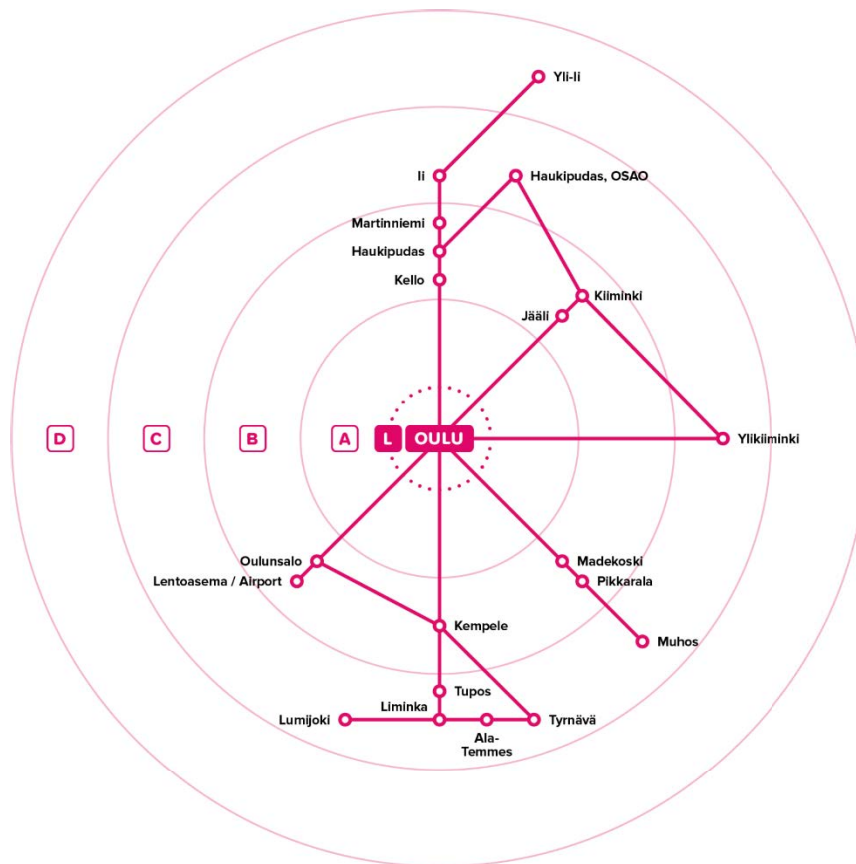 Yli-Ii
Ii
Haukipudas, OSAO
Martinniemi
Haukipudas
Kello
Kiiminki
Jääli
D
C
B
A
L
OULU
Ylikiiminki
Oulunsalo
Madekoski
Lentoasema / Airport
Pikkarala
Kempele
Muhos
Tupos
Liminka
Lumijoki
Tyrnävä
Ala-
Temmes